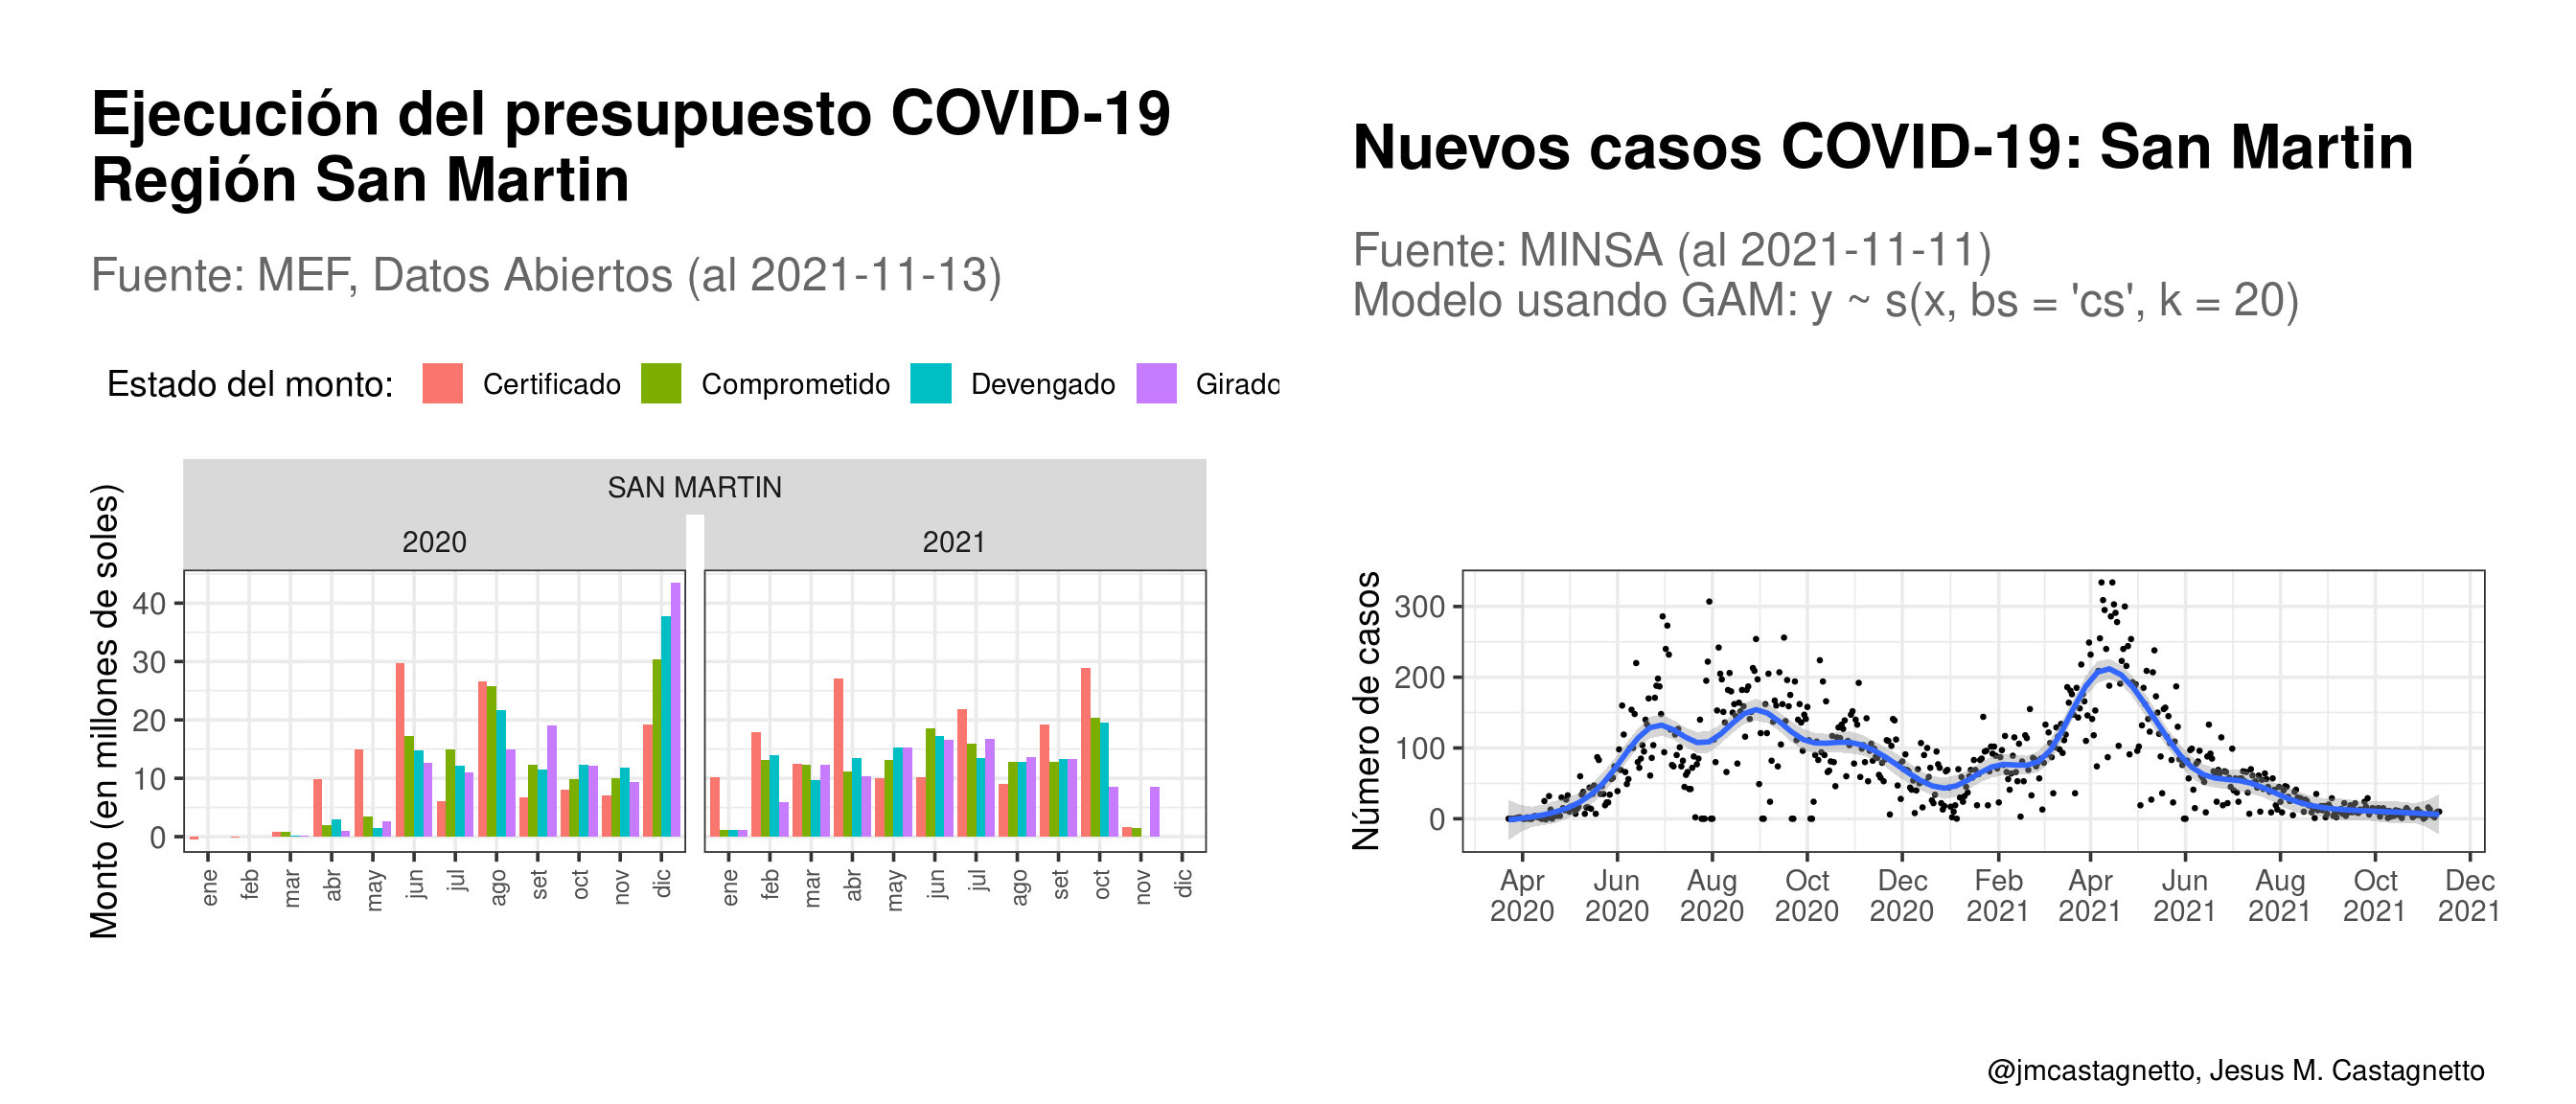 Ejecución del presupuesto COVID-19
Región San Martin
Fuente: MEF, Datos Abiertos (al 2021-11-13)
Estado del monto: Certificado Comprometido Devengado Girado
SAN MARTIN
2020 2021
Monto (en millones de soles)
40
30
20
10
0
ene feb mar abr may jun jul ago set oct nov dic
ene feb mar abr may jun jul ago set oct nov dic
Nuevos casos COVID-19: San Martin
Fuente: MINSA (al 2021-11-11)
Modelo usando GAM: y ~ s(x, bs = 'cs', k = 20)
Número de casos
300
200
100
0
Apr Jun Aug Oct Dec Feb Apr Jun Aug Oct Dec
2020 2020 2020 2020 2020 2021 2021 2021 2021 2021 2021
@jmcastagnetto, Jesus M. Castagnetto